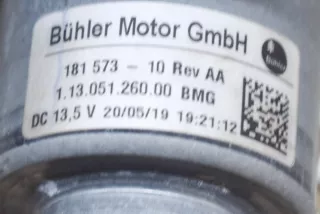 Bühler Motor GmbH
Bühler
181 573 - 10 Rev AA
1.13.051.260.00 BMG
DC 13,5 V 20/05/19 19:21:12